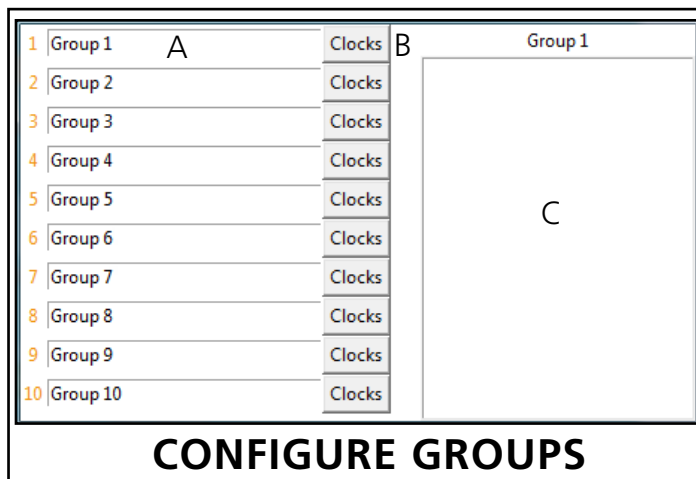 1 Group 1 A Clocks B Group 1
2 Group 2 Clocks
3 Group 3 Clocks
4 Group 4 Clocks
5 Group 5 Clocks C
6 Group 6 Clocks
7 Group 7 Clocks
8 Group 8 Clocks
9 Group 9 Clocks
10 Group 10 Clocks
CONFIGURE GROUPS